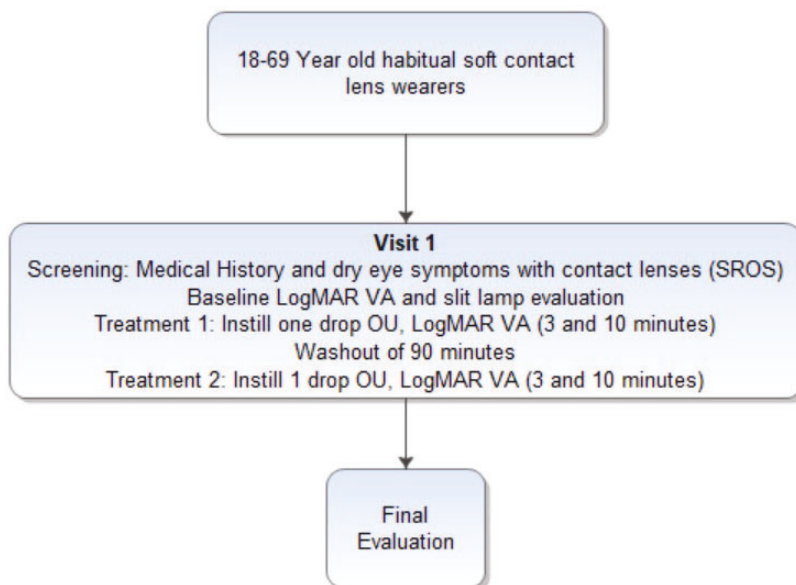 18-69 Year old habitual soft contact
lens wearers
Visit 1
Screening: Medical History and dry eye symptoms with contact lenses (SROS)
Baseline LogMAR VA and slit lamp evaluation
Treatment 1: Instill one drop OU, LogMAR VA (3 and 10 minutes)
Washout of 90 minutes
Treatment 2: Instill 1 drop OU, LogMAR VA (3 and 10 minutes)
Final
Evaluation